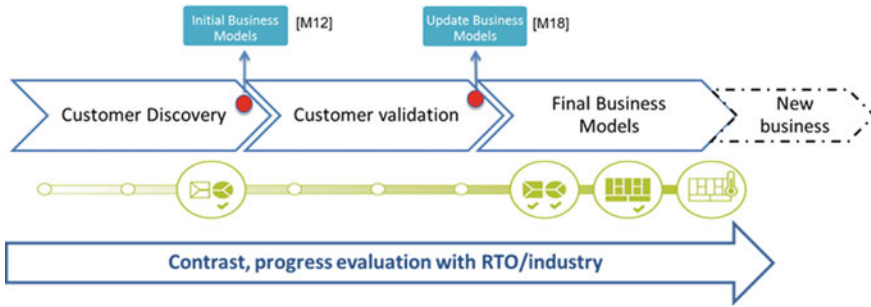 Initial Business
Models
[M12]
Update Business
Models
[M18]
Customer Discovery
Customer validation
Final Business
Models
New
business
Contrast, progress evaluation with RTO/industry